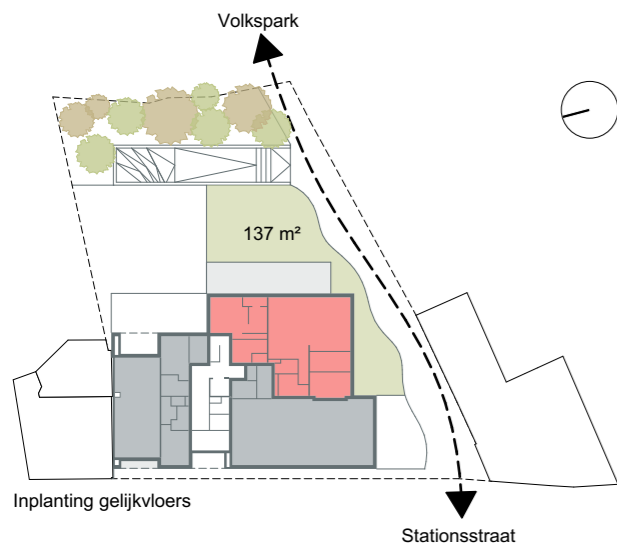 Volkspark
137 m²
Inplanting gelijkvloers
Stationsstraat